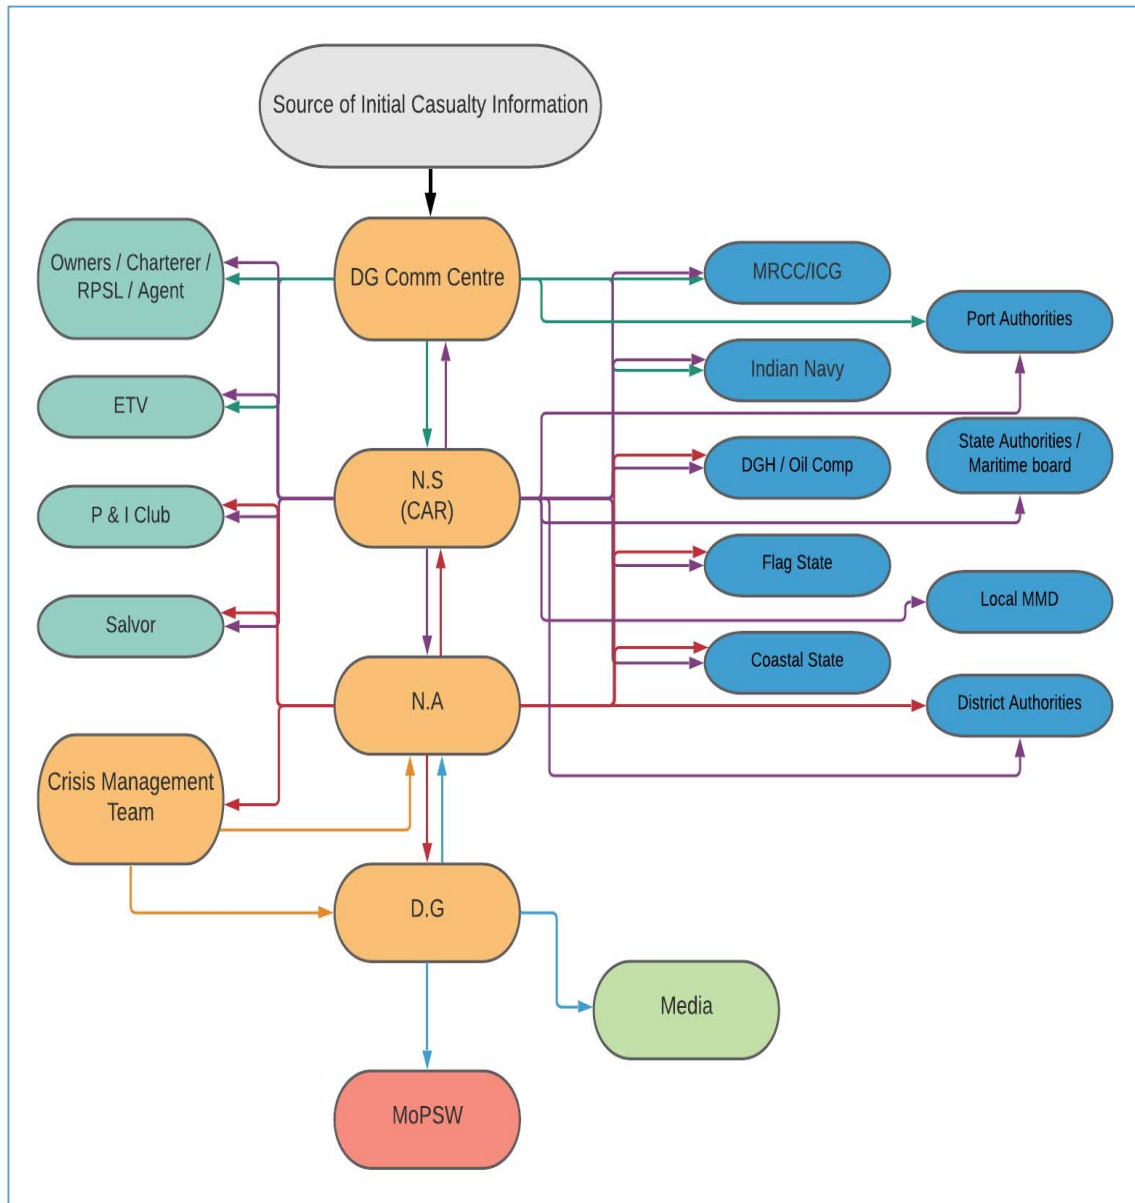 Source of Initial Casualty Information
Owners / Charterer /
RPSL / Agent
DG Comm Centre
MRCC/ICG
Port Authorities
ETV
Indian Navy
N.S
(CAR)
DGH / Oil Comp
State Authorities /
Maritime board
P & I Club
Flag State
Salvor
Local MMD
N.A
Coastal State
District Authorities
Crisis Management
Team
D.G
Media
MoPSW